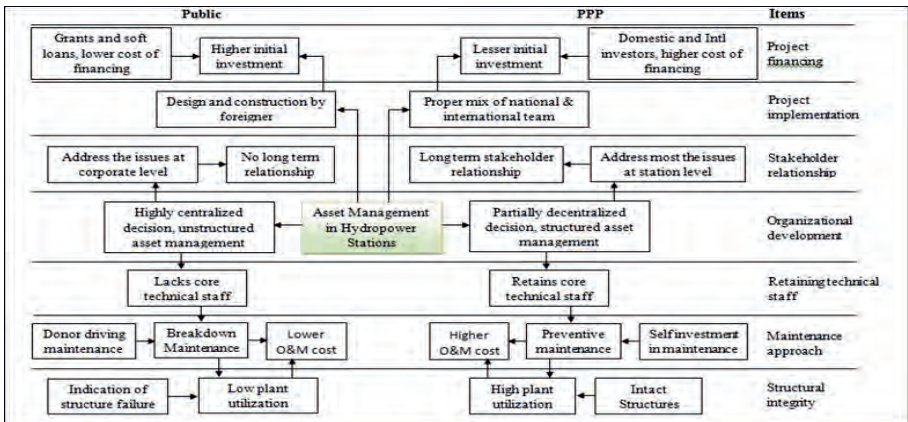 Public PPP Items
Grants and soft
loans, lower cost of
financing
Higher initial
investment
Lesser initial
investment
Domestic and Intl
investors, higher cost of
financing
Project
financing
Design and construction by
foreigner
Proper mix of national &
international team
Project
implementation
Address the issues at
corporate level
No long term
relationship
Long term stakeholder
relationship
Address most the issues
at station level
Stakeholder
relationship
Highly centralized
decision, unstructured
asset management
Asset Management
in Hydropower
Stations
Partially decentralized
decision, structured asset
management
Organizational
development
Lacks core
technical staff
Retains core
technical staff
Retaining technical
staff
Donor driving
maintenance
Breakdown
Maintenance
Lower
O&M cost
Higher
O&M cost
Preventive
maintenance
Self investment
in maintenance
Maintenance
approach
Indication of
structure failure
Low plant
utilization
High plant
utilization
Intact
Structures
Structural
integrity